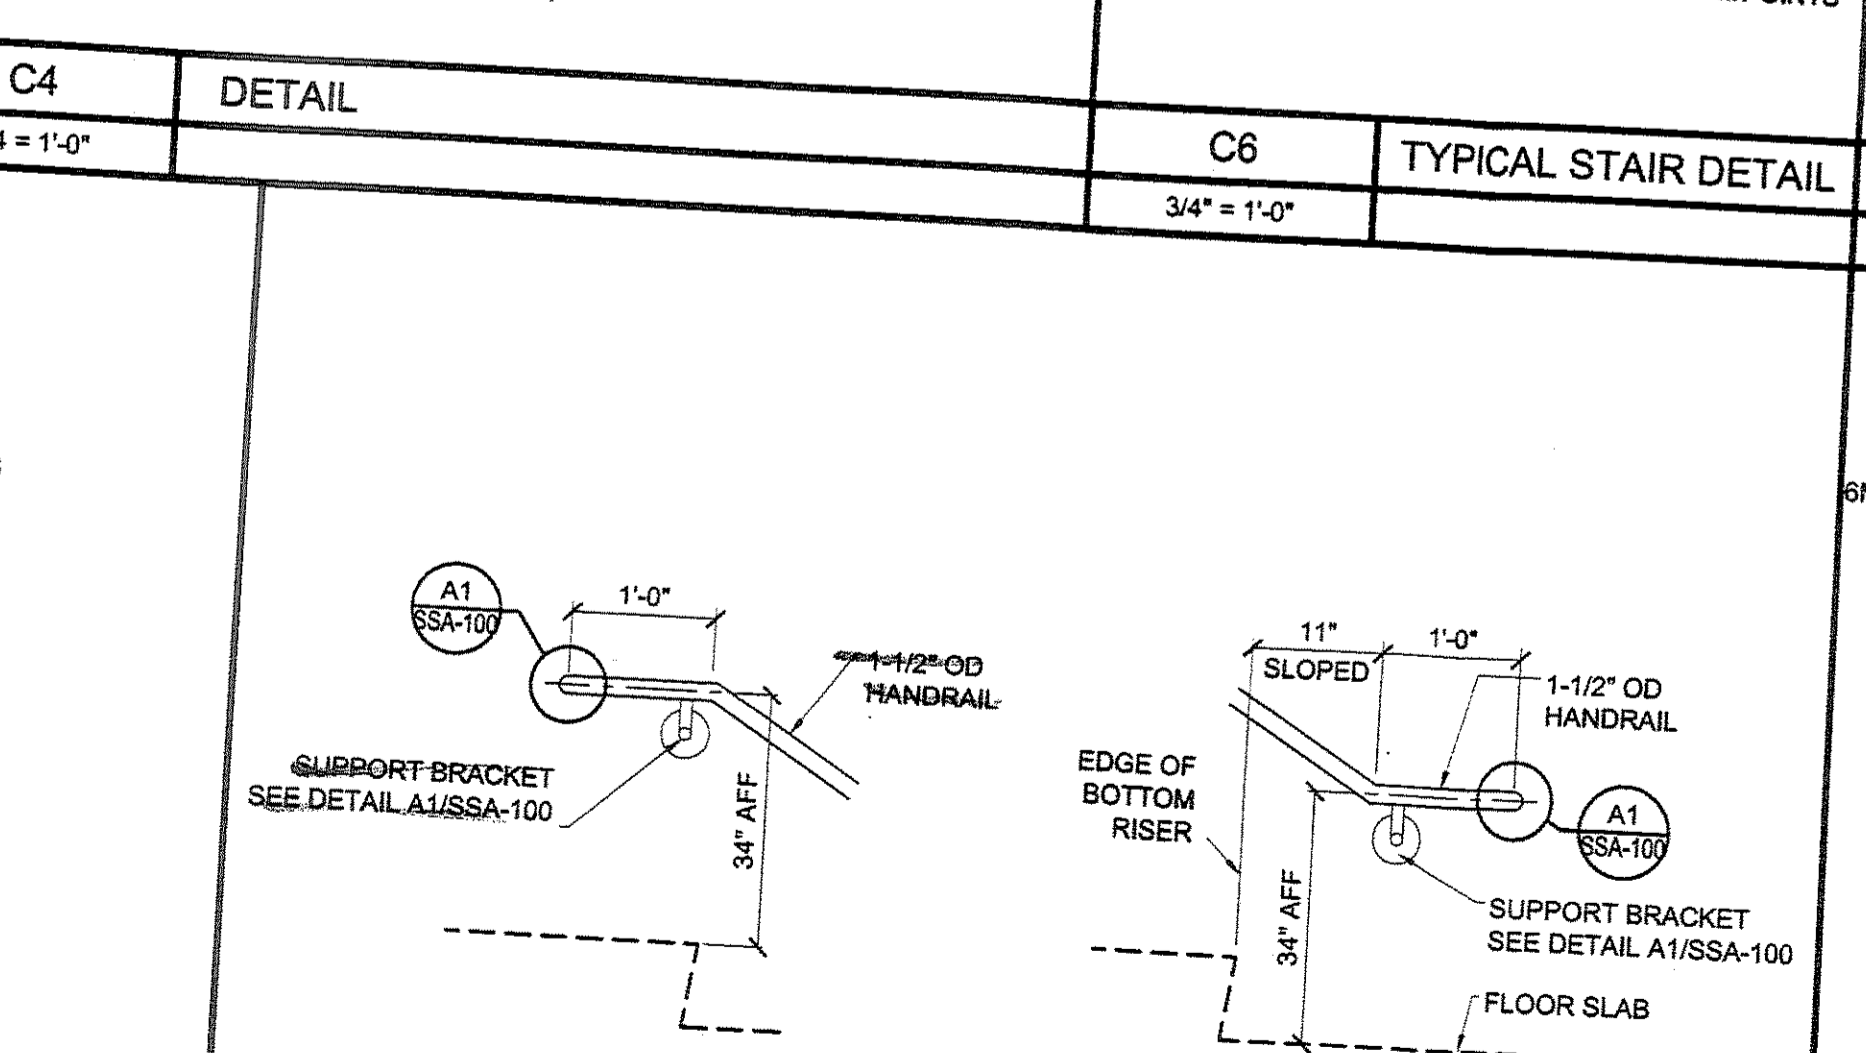 C4
DETAIL
= 1'-0"
C6
TYPICAL STAIR DETAIL
3/4" = 1'-0"
A1
SSA-100
1'-0"
1-1/2" OD
HANDRAIL
SUPPORT BRACKET
SEE DETAIL A1/SSA-100
34" AFF
11"
SLOPED
1'-0"
1-1/2" OD
HANDRAIL
EDGE OF
BOTTOM
RISER
A1
SSA-100
34" AFF
SUPPORT BRACKET
SEE DETAIL A1/SSA-100
FLOOR SLAB